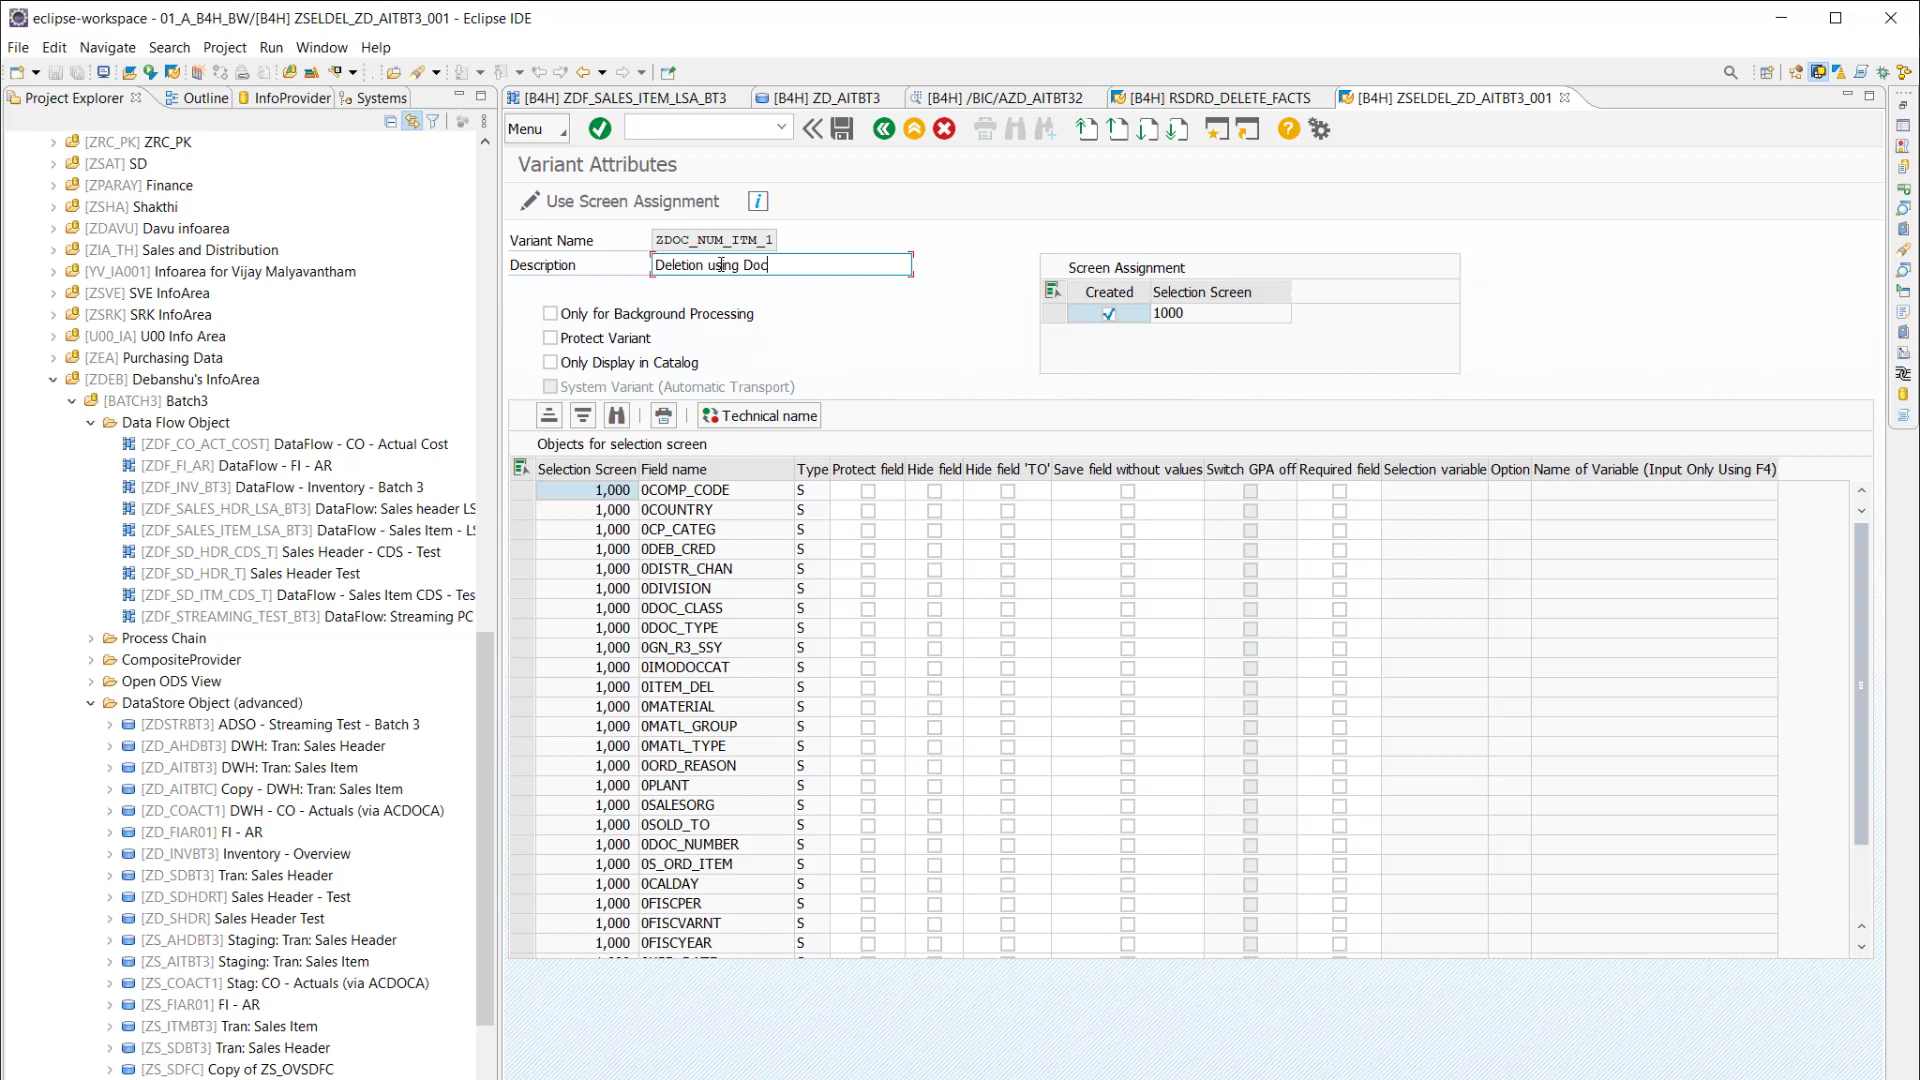 eclipse-workspace - 01_A_B4H_BW/[B4H] ZSELDEL_ZD_AITBT3_001 - Eclipse IDE
File Edit Navigate Search Project Run Window Help
Project Explorer Outline InfoProvider Systems
[ZRC_PK] ZRC_PK
[ZSAT] SD
[ZPARAY] Finance
[ZSHA] Shakthi
[ZDAVU] Davu infoarea
[ZIA_TH] Sales and Distribution
[YV_IA001] Infoarea for Vijay Malyavantham
[ZSVE] SVE InfoArea
[ZSRK] SRK InfoArea
[U00_IA] U00 Info Area
[ZEA] Purchasing Data
[ZDEB] Debanshu's InfoArea
[BATCH3] Batch3
Data Flow Object
[ZDF_CO_ACT_COST] DataFlow - CO - Actual Cost
[ZDF_FI_AR] DataFlow - FI - AR
[ZDF_INV_BT3] DataFlow - Inventory - Batch 3
[ZDF_SALES_HDR_LSA_BT3] DataFlow: Sales header LS
[ZDF_SALES_ITEM_LSA_BT3] DataFlow - Sales Item - LS
[ZDF_SD_HDR_CDS_T] Sales Header - CDS - Test
[ZDF_SD_HDR_T] Sales Header Test
[ZDF_SD_ITM_CDS_T] DataFlow - Sales Item CDS - Tes
[ZDF_STREAMING_TEST_BT3] DataFlow: Streaming PC
Process Chain
CompositeProvider
Open ODS View
DataStore Object (advanced)
[ZDSTRBT3] ADSO - Streaming Test - Batch 3
[ZD_AHDBT3] DWH: Tran: Sales Header
[ZD_AITBT3] DWH: Tran: Sales Item
[ZD_AITBTC] Copy - DWH: Tran: Sales Item
[ZD_COACT1] DWH - CO - Actuals (via ACDOCA)
[ZD_FIAR01] FI - AR
[ZD_INVBT3] Inventory - Overview
[ZD_SDBT3] Tran: Sales Header
[ZD_SDHDRT] Sales Header - Test
[ZD_SHDR] Sales Header Test
[ZS_AHDBT3] Staging: Tran: Sales Header
[ZS_AITBT3] Staging: Tran: Sales Item
[ZS_COACT1] Stag: CO - Actuals (via ACDOCA)
[ZS_FIAR01] FI - AR
[ZS_ITMBT3] Tran: Sales Item
[ZS_SDBT3] Tran: Sales Header
[ZS_SDFC] Copy of ZS_OVSDFC
[B4H] ZDF_SALES_ITEM_LSA_BT3 [B4H] ZD_AITBT3 [B4H] /BIC/AZD_AITBT32 [B4H] RSDRD_DELETE_FACTS [B4H] ZSELDEL_ZD_AITBT3_001
Menu
Variant Attributes
Use Screen Assignment
Variant Name ZDOC_NUM_ITM_1
Description Deletion using Doc
Only for Background Processing
Protect Variant
Only Display in Catalog
System Variant (Automatic Transport)
Screen Assignment
Created Selection Screen
1000
Technical name
Objects for selection screen
Selection Screen Field name Type Protect field Hide field Hide field 'TO' Save field without values Switch GPA off Required field Selection variable Option Name of Variable (Input Only Using F4)
1,000 0COMP_CODE S
1,000 0COUNTRY S
1,000 0CP_CATEG S
1,000 0DEB_CRED S
1,000 0DISTR_CHAN S
1,000 0DIVISION S
1,000 0DOC_CLASS S
1,000 0DOC_TYPE S
1,000 0GN_R3_SSY S
1,000 0IMODOCCAT S
1,000 0ITEM_DEL S
1,000 0MATERIAL S
1,000 0MATL_GROUP S
1,000 0MATL_TYPE S
1,000 0ORD_REASON S
1,000 0PLANT S
1,000 0SALESORG S
1,000 0SOLD_TO S
1,000 0DOC_NUMBER S
1,000 0S_ORD_ITEM S
1,000 0CALDAY S
1,000 0FISCPER S
1,000 0FISCVARNT S
1,000 0FISCYEAR S